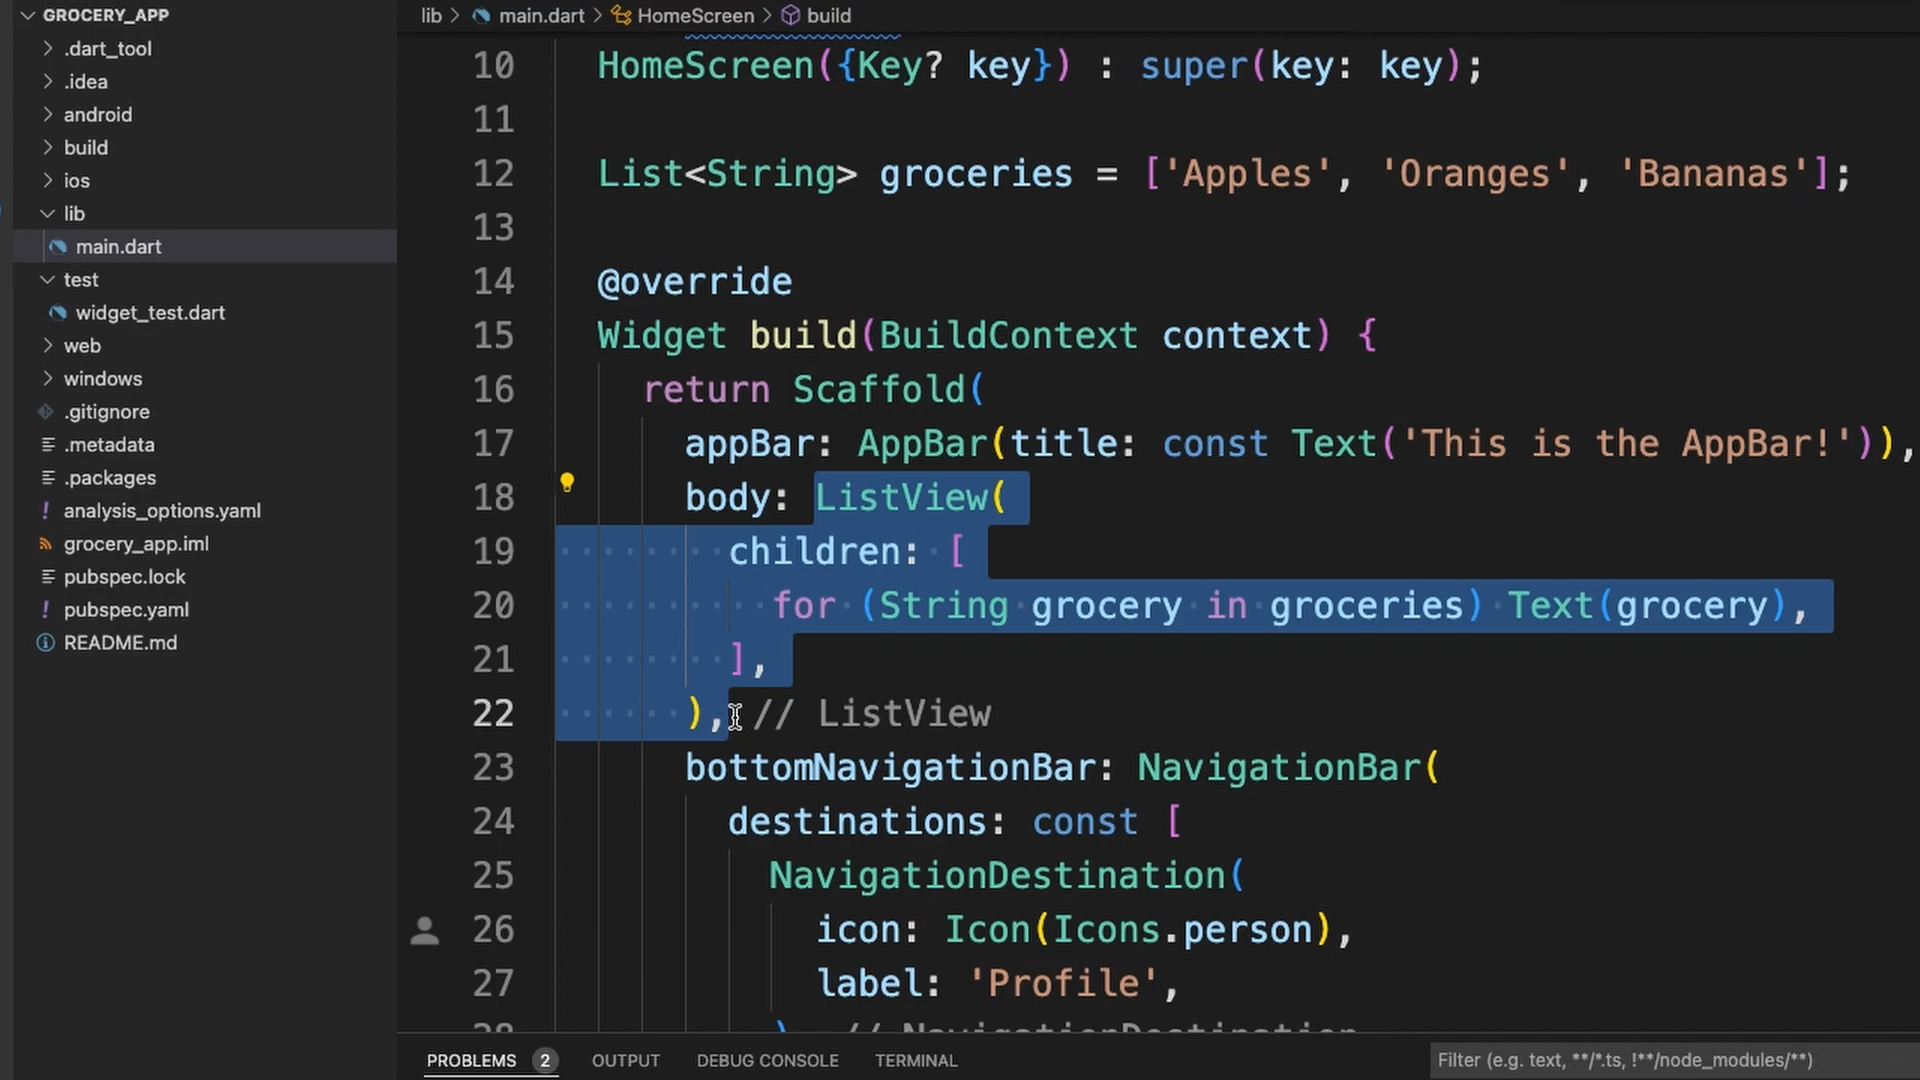 GROCERY_APP
.dart_tool
.idea
android
build
ios
lib
main.dart
test
widget_test.dart
web
windows
.gitignore
.metadata
.packages
analysis_options.yaml
grocery_app.iml
pubspec.lock
pubspec.yaml
README.md
lib > main.dart > HomeScreen > build
10 HomeScreen({Key? key}) : super(key: key);
11
12 List<String> groceries = ['Apples', 'Oranges', 'Bananas'];
13
14 @override
15 Widget build(BuildContext context) {
16 return Scaffold(
17 appBar: AppBar(title: const Text('This is the AppBar!')),
18 body: ListView(
19 children: [
20 for (String grocery in groceries) Text(grocery),
21 ],
22 ), // ListView
23 bottomNavigationBar: NavigationBar(
24 destinations: const [
25 NavigationDestination(
26 icon: Icon(Icons.person),
27 label: 'Profile',
28 ), // NavigationDestination
PROBLEMS 2 OUTPUT DEBUG CONSOLE TERMINAL
Filter (e.g. text, **/*.ts, !**/node_modules/**)